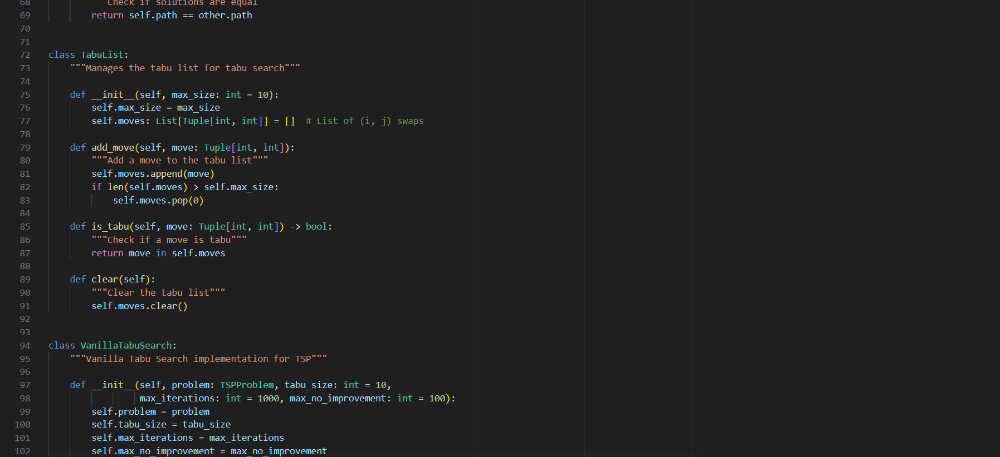 68 Check if solutions are equal
69 return self.path == other.path
70
71
72 class TabuList:
73 """Manages the tabu list for tabu search"""
74
75 def __init__(self, max_size: int = 10):
76 self.max_size = max_size
77 self.moves: List[Tuple[int, int]] = [] # List of (i, j) swaps
78
79 def add_move(self, move: Tuple[int, int]):
80 """Add a move to the tabu list"""
81 self.moves.append(move)
82 if len(self.moves) > self.max_size:
83 self.moves.pop(0)
84
85 def is_tabu(self, move: Tuple[int, int]) -> bool:
86 """Check if a move is tabu"""
87 return move in self.moves
88
89 def clear(self):
90 """Clear the tabu list"""
91 self.moves.clear()
92
93
94 class VanillaTabuSearch:
95 """Vanilla Tabu Search implementation for TSP"""
96
97 def __init__(self, problem: TSPProblem, tabu_size: int = 10,
98 max_iterations: int = 1000, max_no_improvement: int = 100):
99 self.problem = problem
100 self.tabu_size = tabu_size
101 self.max_iterations = max_iterations
102 self.max_no_improvement = max_no_improvement